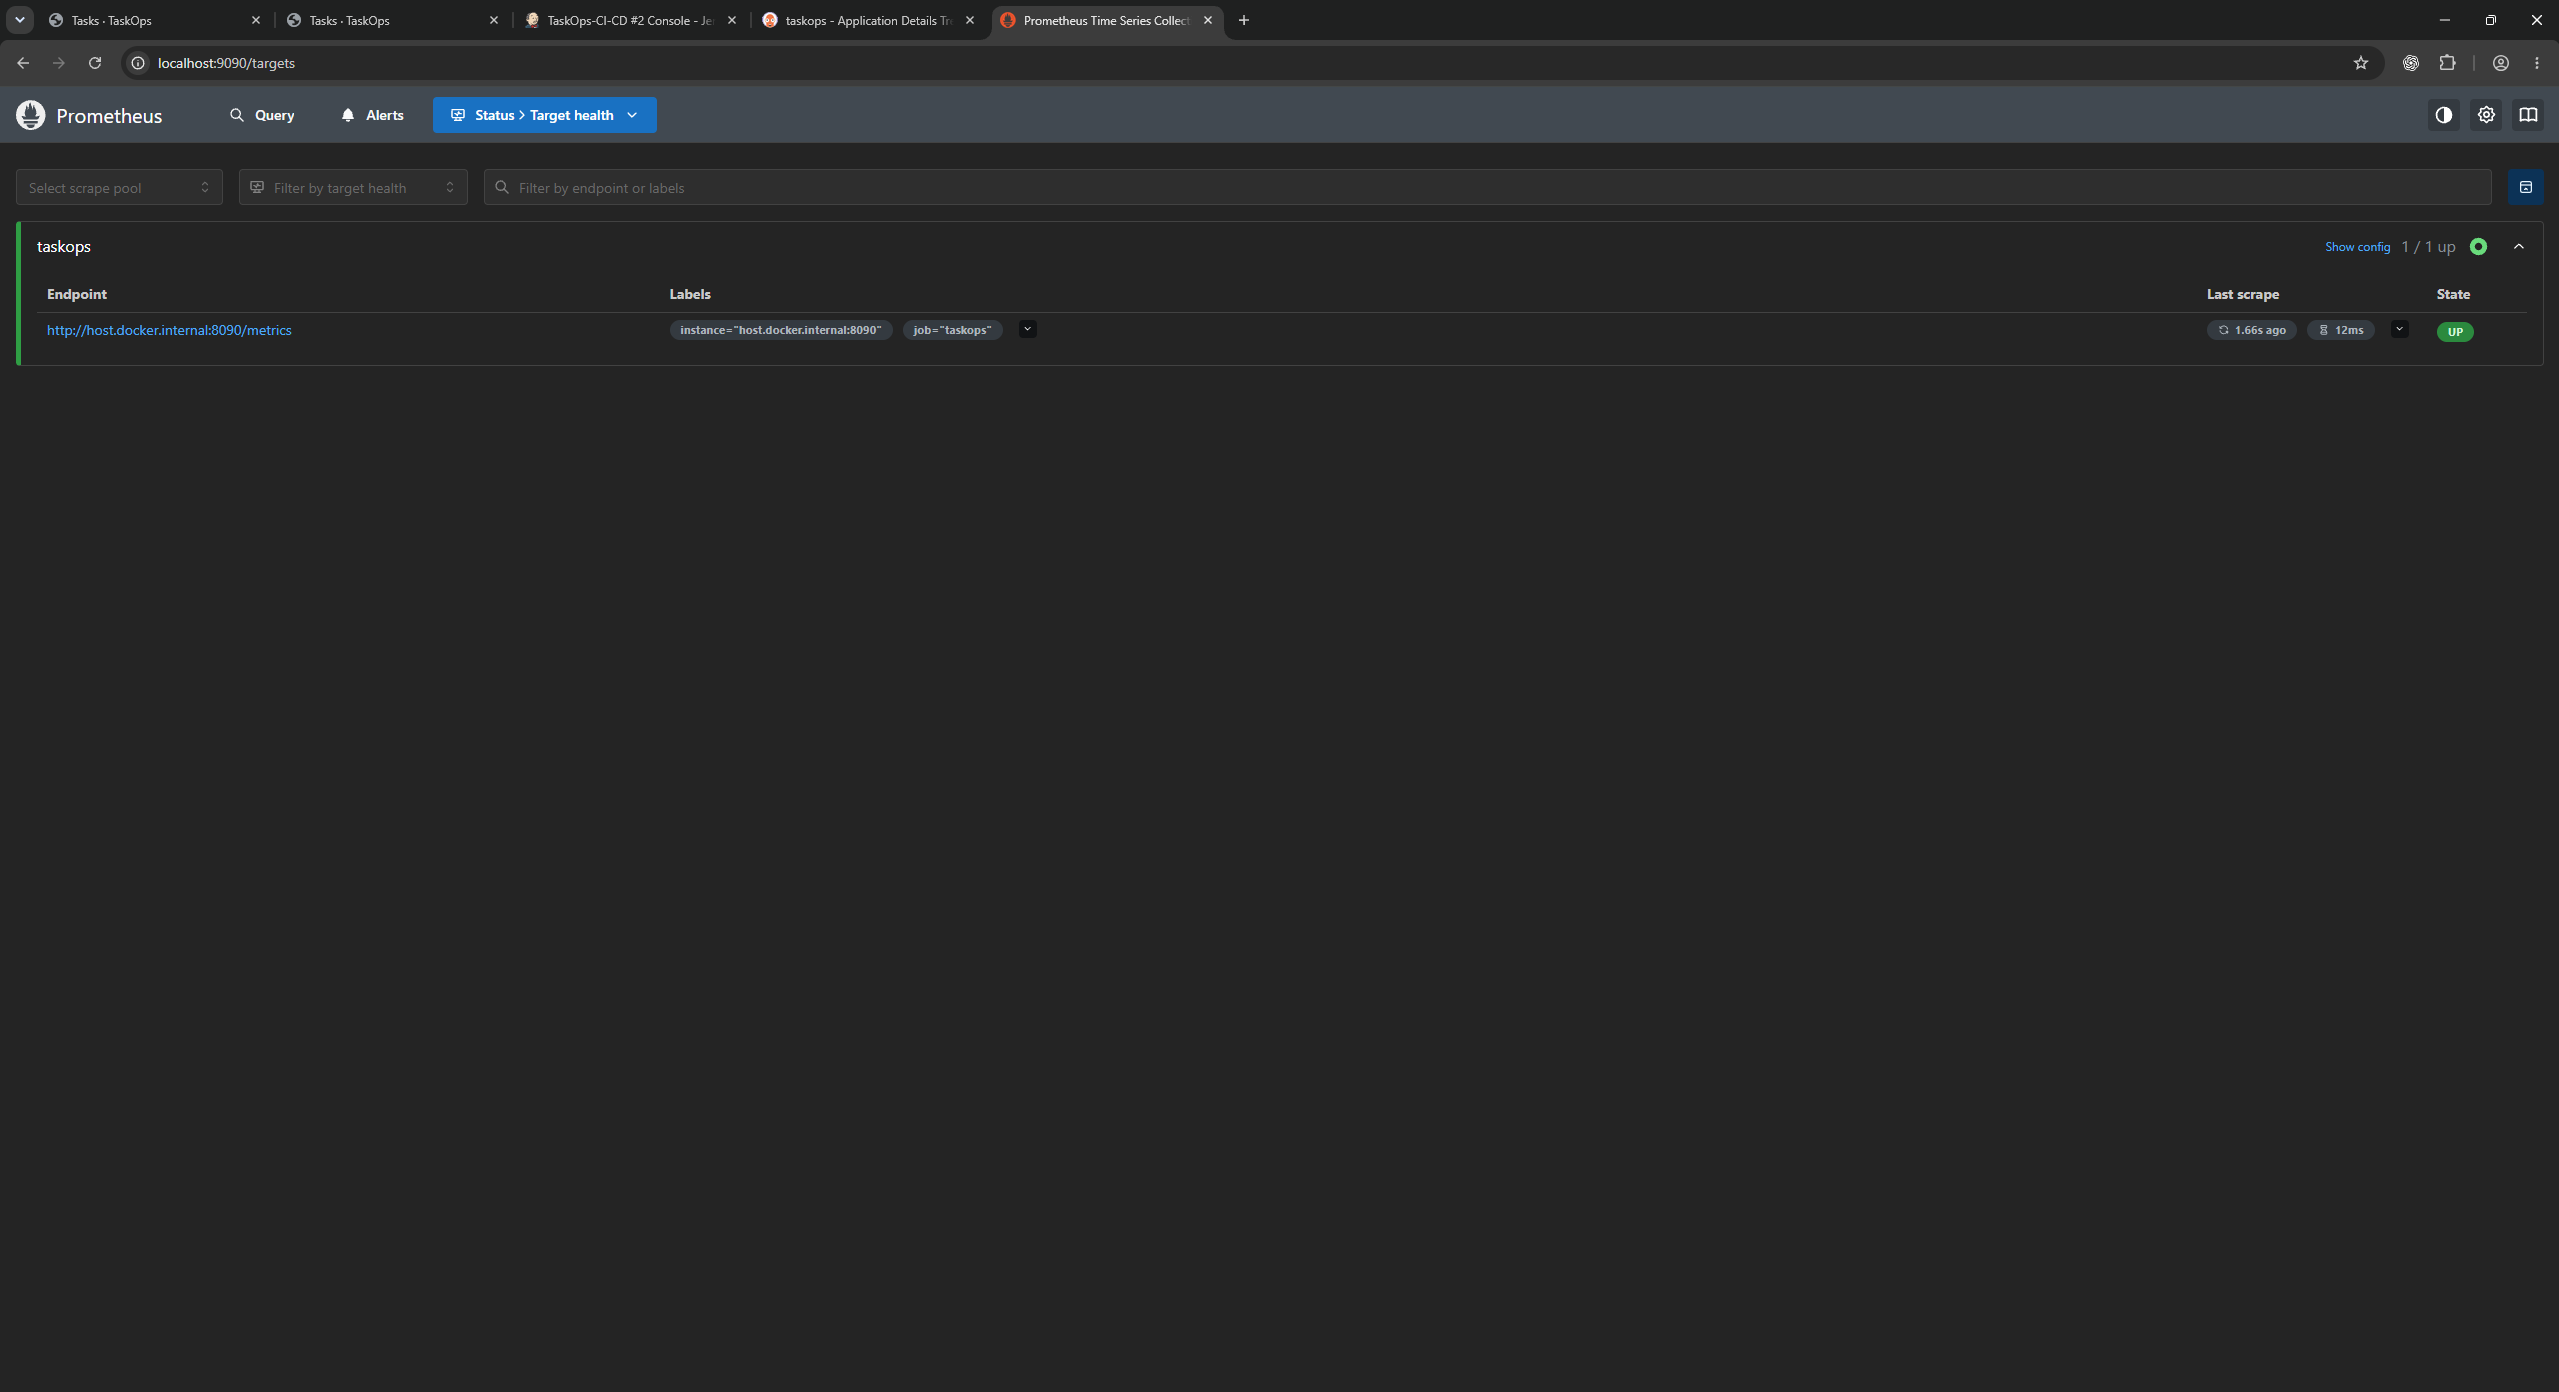 Tasks · TaskOps
Tasks · TaskOps
TaskOps-CI-CD #2 Console - Je
taskops - Application Details Tre
Prometheus Time Series Collect
localhost:9090/targets
Prometheus
Query
Alerts
Status > Target health
Select scrape pool
Filter by target health
Filter by endpoint or labels
taskops
Show config 1 / 1 up
Endpoint Labels Last scrape State
http://host.docker.internal:8090/metrics instance="host.docker.internal:8090" job="taskops" 1.66s ago 12ms UP